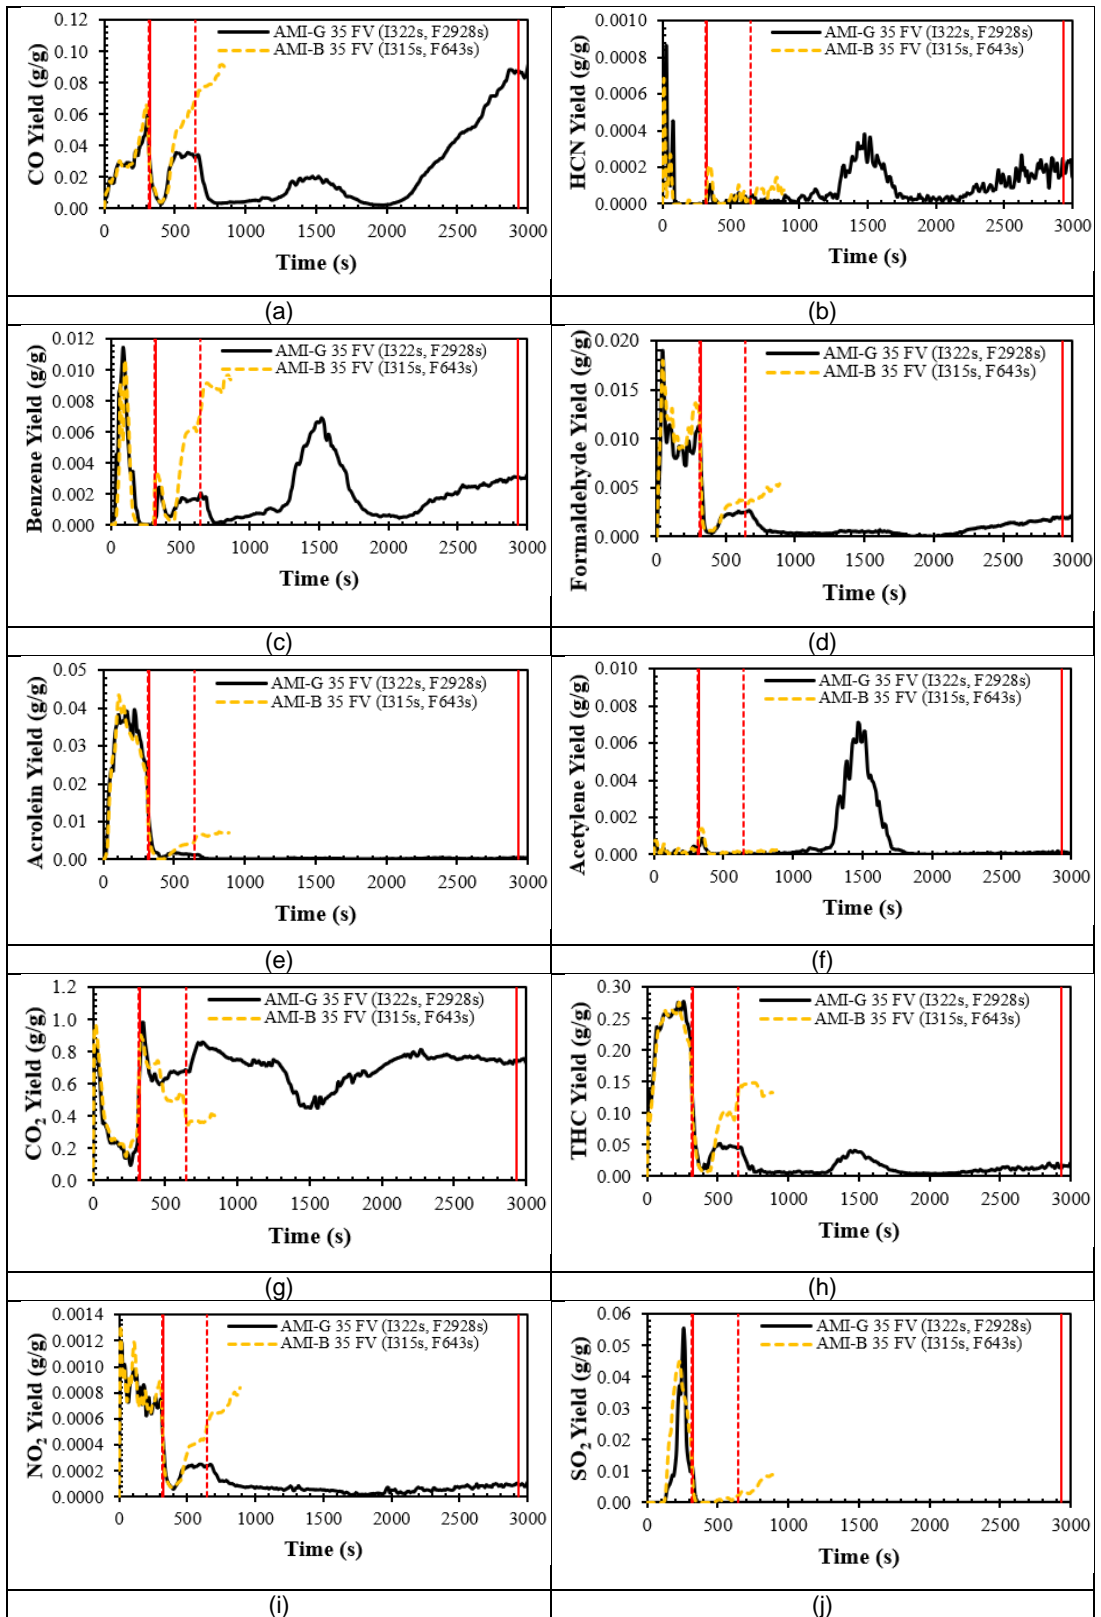 CO Yield (g/g)
0.12
0.10
0.08
0.06
0.04
0.02
0.00
AMI-G 35 FV (I322s, F2928s)
AMI-B 35 FV (I315s, F643s)
0 500 1000 1500 2000 2500 3000
Time (s)
(a)
HCN Yield (g/g)
0.0010
0.0008
0.0006
0.0004
0.0002
0.0000
AMI-G 35 FV (I322s, F2928s)
AMI-B 35 FV (I315s, F643s)
0 500 1000 1500 2000 2500 3000
Time (s)
(b)
Benzene Yield (g/g)
0.012
0.010
0.008
0.006
0.004
0.002
0.000
AMI-G 35 FV (I322s, F2928s)
AMI-B 35 FV (I315s, F643s)
0 500 1000 1500 2000 2500 3000
Time (s)
(c)
Formaldehyde Yield (g/g)
0.020
0.015
0.010
0.005
0.000
AMI-G 35 FV (I322s, F2928s)
AMI-B 35 FV (I315s, F643s)
0 500 1000 1500 2000 2500 3000
Time (s)
(d)
Acrolein Yield (g/g)
0.05
0.04
0.03
0.02
0.01
0.00
AMI-G 35 FV (I322s, F2928s)
AMI-B 35 FV (I315s, F643s)
0 500 1000 1500 2000 2500 3000
Time (s)
(e)
Acetylene Yield (g/g)
0.010
0.008
0.006
0.004
0.002
0.000
AMI-G 35 FV (I322s, F2928s)
AMI-B 35 FV (I315s, F643s)
0 500 1000 1500 2000 2500 3000
Time (s)
(f)
CO₂ Yield (g/g)
1.2
1.0
0.8
0.6
0.4
0.2
0.0
AMI-G 35 FV (I322s, F2928s)
AMI-B 35 FV (I315s, F643s)
0 500 1000 1500 2000 2500 3000
Time (s)
(g)
THC Yield (g/g)
0.30
0.25
0.20
0.15
0.10
0.05
0.00
AMI-G 35 FV (I322s, F2928s)
AMI-B 35 FV (I315s, F643s)
0 500 1000 1500 2000 2500 3000
Time (s)
(h)
NO₂ Yield (g/g)
0.0014
0.0012
0.0010
0.0008
0.0006
0.0004
0.0002
0.0000
AMI-G 35 FV (I322s, F2928s)
AMI-B 35 FV (I315s, F643s)
0 500 1000 1500 2000 2500 3000
Time (s)
(i)
SO₂ Yield (g/g)
0.06
0.05
0.04
0.03
0.02
0.01
0.00
AMI-G 35 FV (I322s, F2928s)
AMI-B 35 FV (I315s, F643s)
0 500 1000 1500 2000 2500 3000
Time (s)
(j)